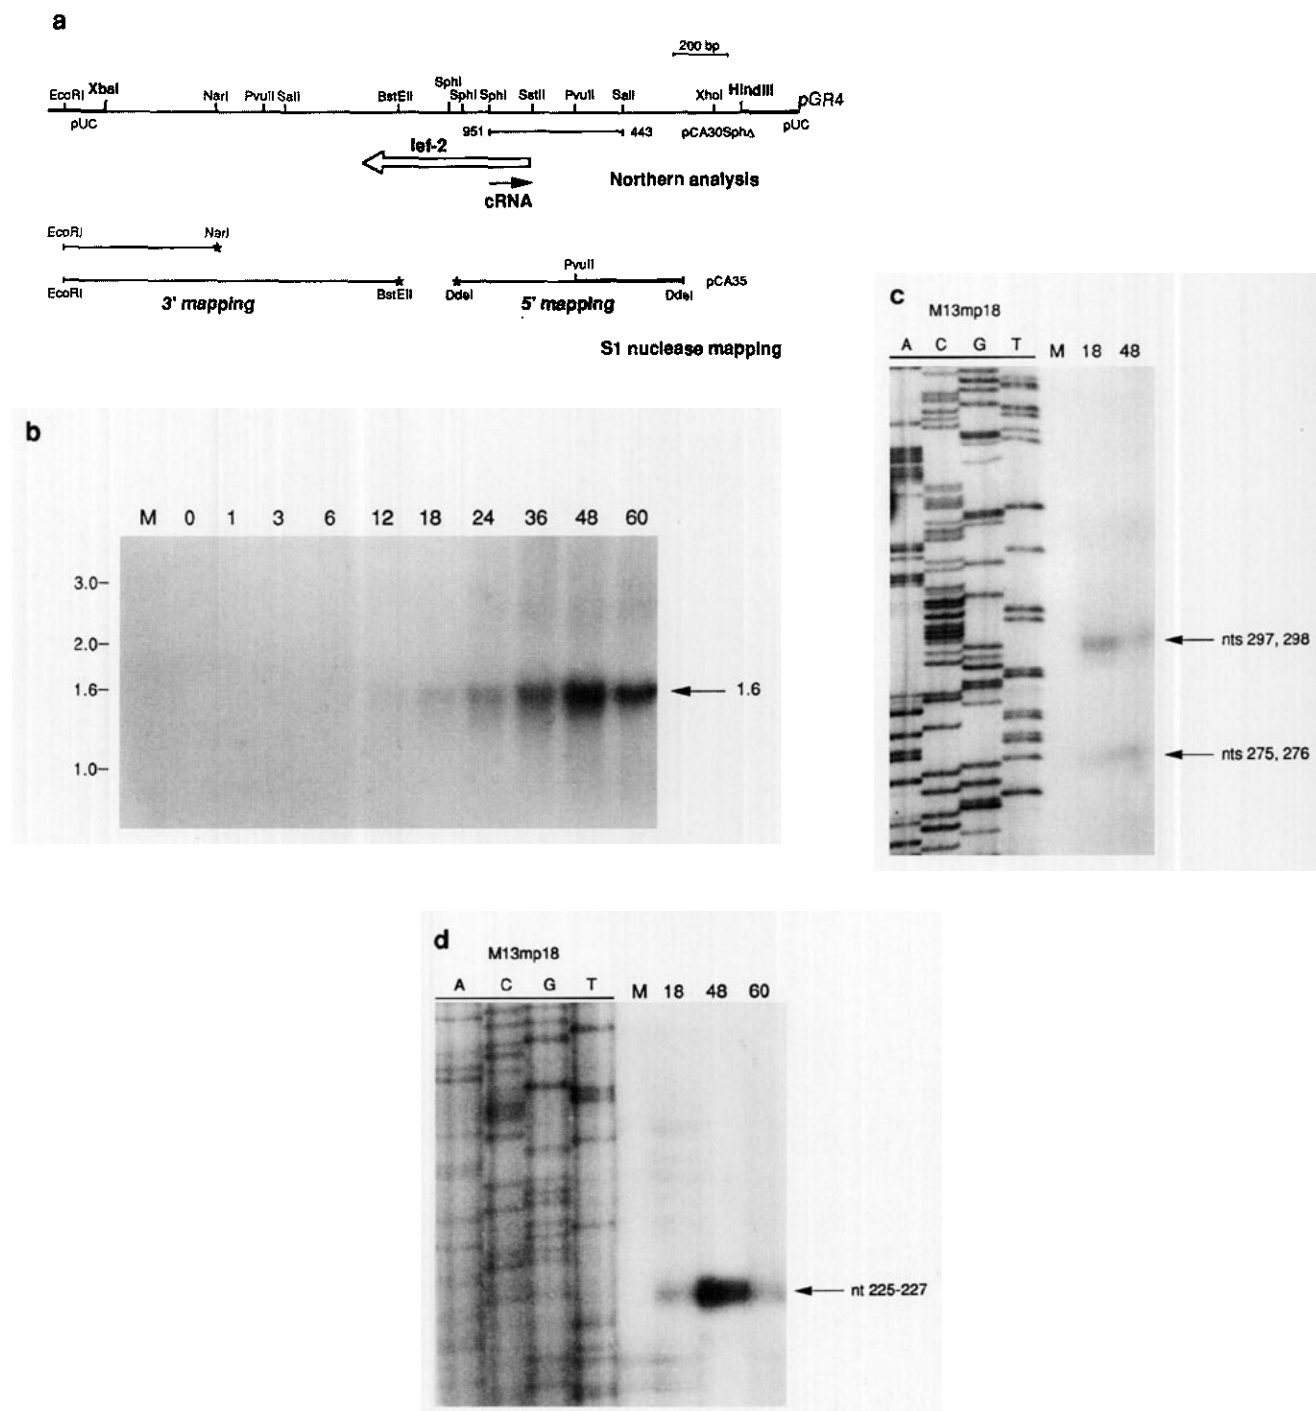 a
200 bp
EcoRI XbaI NarI PvuII SalI BstEII SphI SphI SphI SstII PvuII SalI XhoI HindIII pGR4
pUC 951 443 pCA30SphΔ pUC
lef-2
Northern analysis
cRNA
EcoRI NarI
PvuII
pCA35
EcoRI 3' mapping BstEII DdeI 5' mapping DdeI
S1 nuclease mapping
b
M 0 1 3 6 12 18 24 36 48 60
3.0–
2.0–
1.6–
1.6
1.0–
c
M13mp18
A C G T M 18 48
nts 297, 298
nts 275, 276
d
M13mp18
A C G T M 18 48 60
nt 225-227